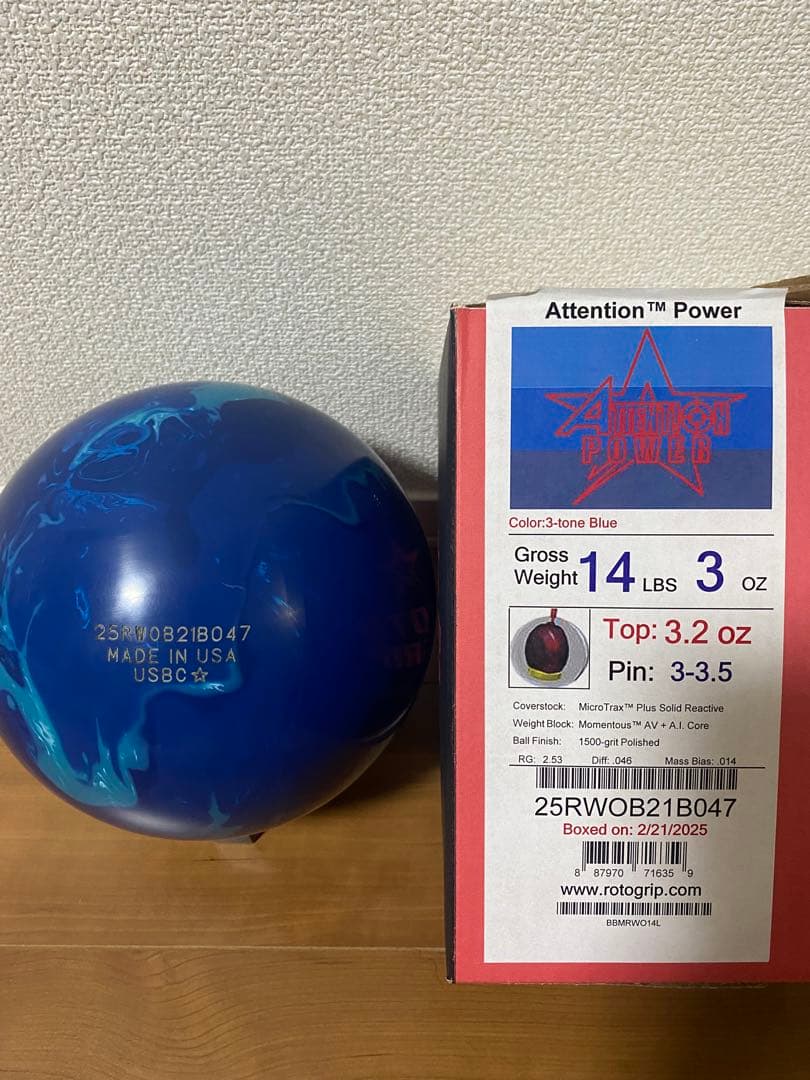 25RWOB21B047
MADE IN USA
USBC☆
Attention™ Power
ATTENTION
POWER
Color:3-tone Blue
Gross Weight 14 LBS 3 OZ
Top: 3.2 oz
Pin: 3-3.5
Coverstock: MicroTrax™ Plus Solid Reactive
Weight Block: Momentous™ AV + A.I. Core
Ball Finish: 1500-grit Polished
RG: 2.53 Diff: .046 Mass Bias: .014
25RWOB21B047
Boxed on: 2/21/2025
8 87970 71635 9
www.rotogrip.com
BBMRWO14L